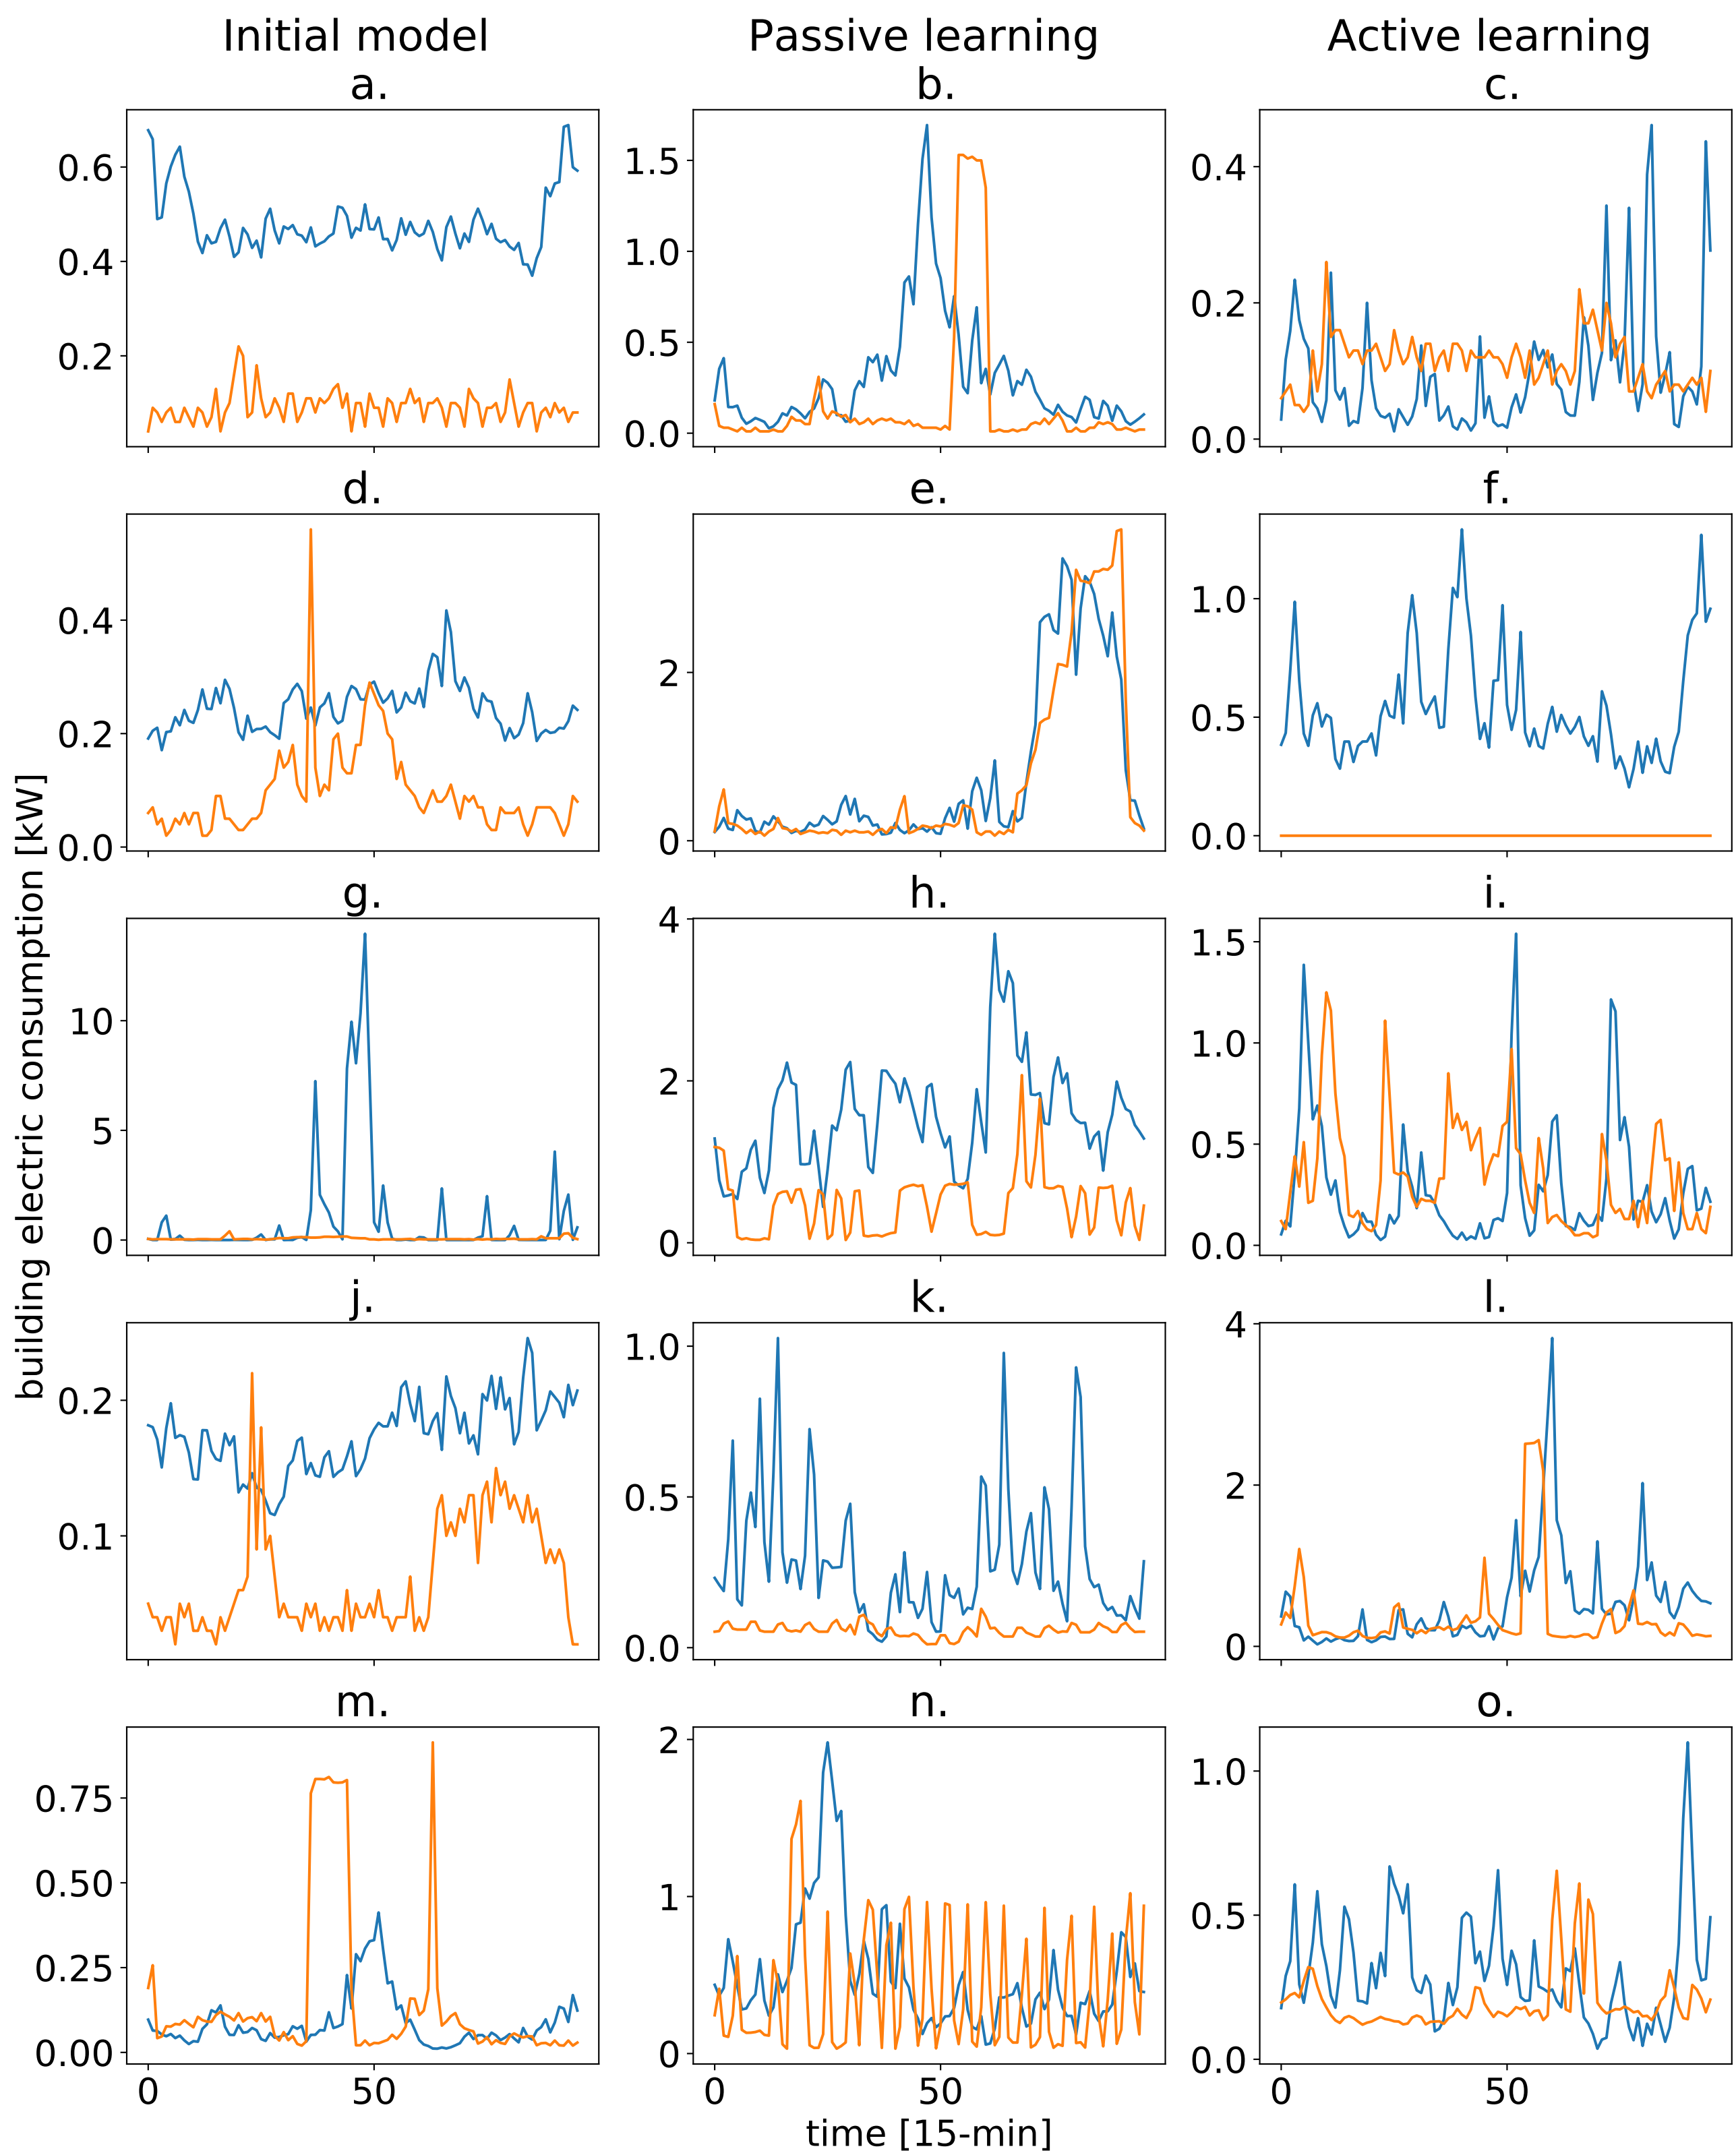 Initial model
Passive learning
Active learning
a.
b.
c.
0.6
0.4
0.2
1.5
1.0
0.5
0.0
0.4
0.2
0.0
d.
e.
f.
0.4
0.2
0.0
2
0
1.0
0.5
0.0
building electric consumption [kW]
g.
h.
i.
10
5
0
4
2
0
1.5
1.0
0.5
0.0
j.
k.
l.
0.2
0.1
1.0
0.5
0.0
4
2
0
m.
n.
o.
0.75
0.50
0.25
0.00
2
1
0
1.0
0.5
0.0
0 50
0 50
0 50
time [15-min]